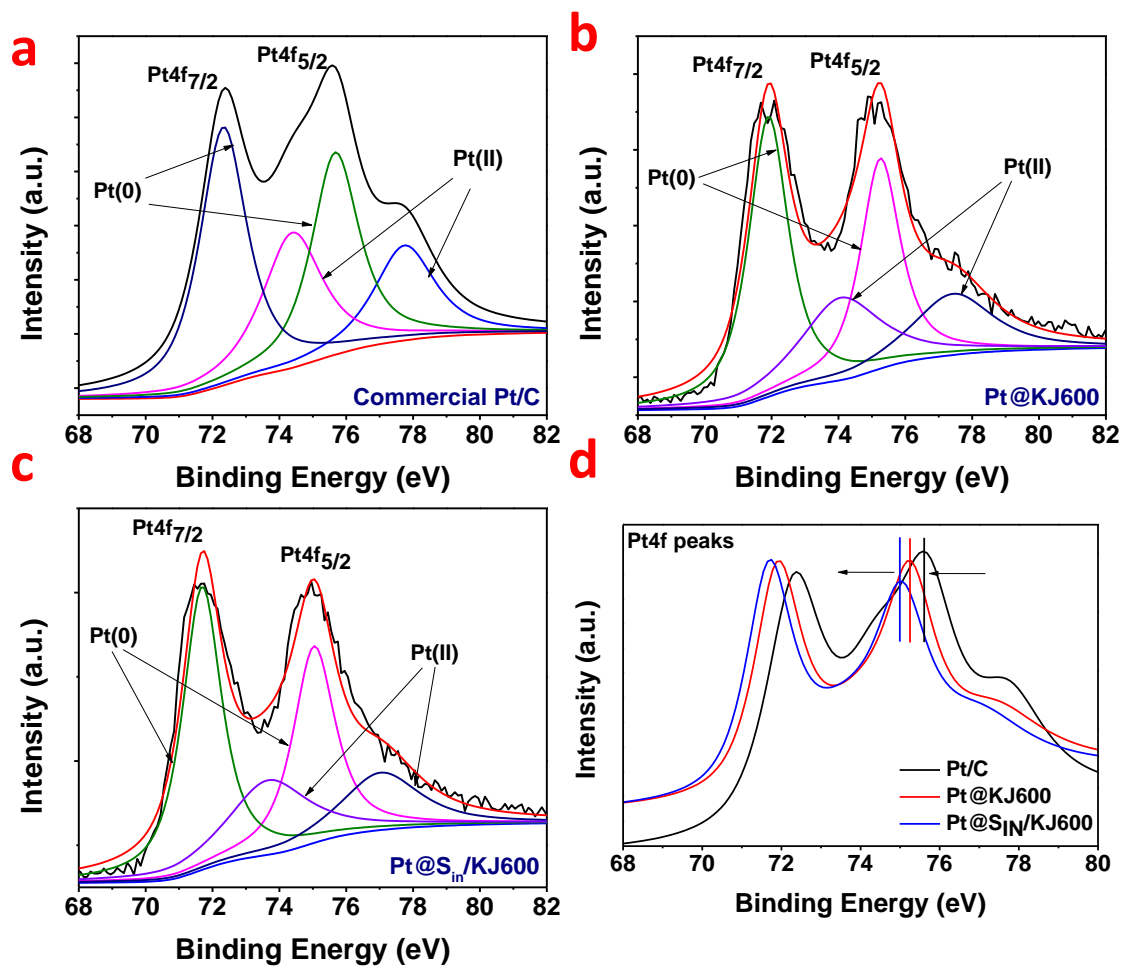 a
Pt4f7/2
Pt4f5/2
Pt(0)
Pt(II)
Intensity (a.u.)
Commercial Pt/C
68 70 72 74 76 78 80 82
Binding Energy (eV)
b
Pt4f7/2
Pt4f5/2
Pt(0)
Pt(II)
Intensity (a.u.)
Pt@KJ600
68 70 72 74 76 78 80 82
Binding Energy (eV)
c
Pt4f7/2
Pt4f5/2
Pt(0)
Pt(II)
Intensity (a.u.)
Pt@Sin/KJ600
68 70 72 74 76 78 80 82
Binding Energy (eV)
d
Pt4f peaks
Intensity (a.u.)
Pt/C
Pt@KJ600
Pt@SIN/KJ600
68 70 72 73 74 76 78 80
Binding Energy (eV)